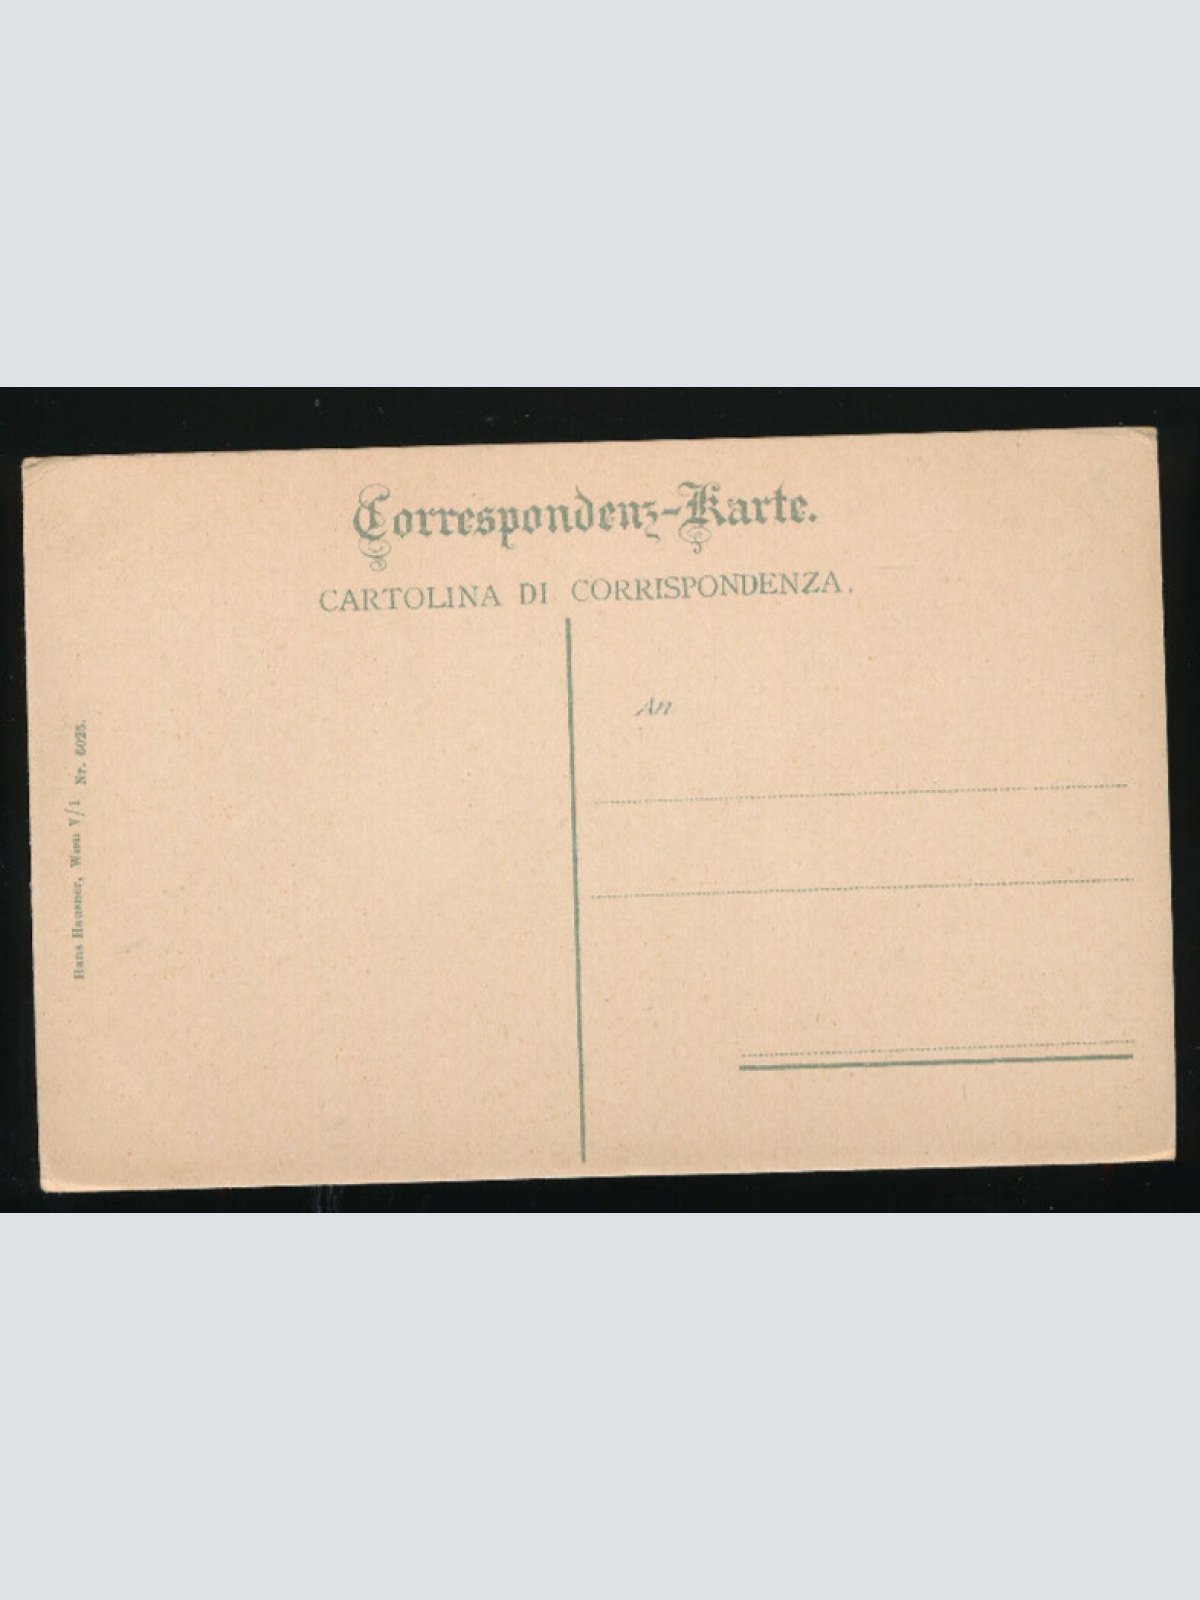 Correspondenz-Karte.
CARTOLINA DI CORRISPONDENZA.
An
Hans Hausner, Wien V/1 Nr. 6025.